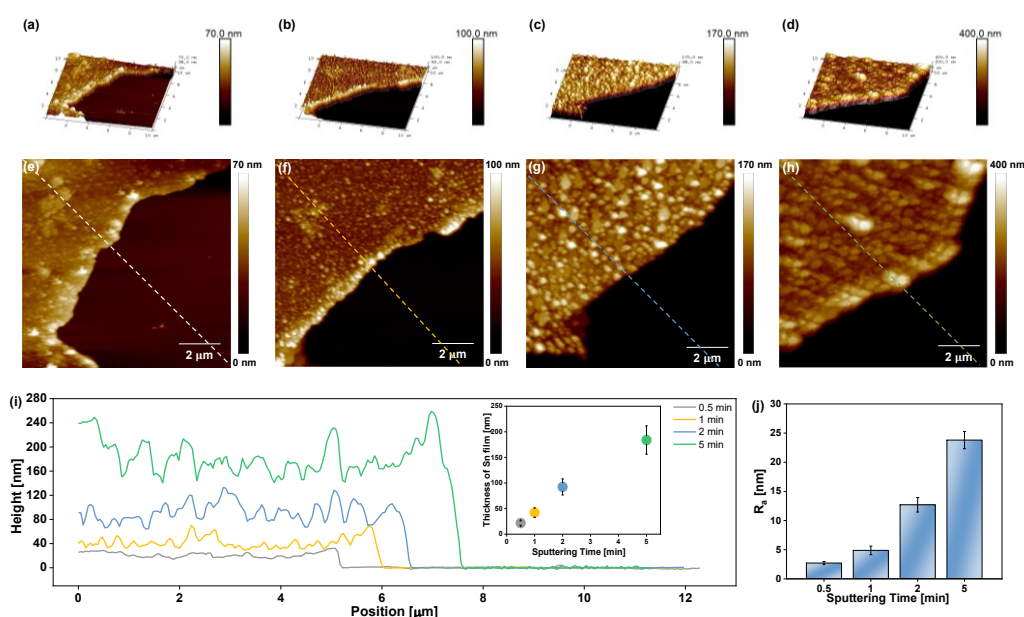 (a)
70.0 nm
(b)
100.0 nm
(c)
170.0 nm
(d)
400.0 nm
(e)
70 nm
2 μm
0 nm
(f)
100 nm
2 μm
0 nm
(g)
170 nm
2 μm
0 nm
(h)
400 nm
2 μm
0 nm
(i)
Height [nm]
280
240
200
160
120
80
40
0
0 2 4 6 8 10 12
Position [μm]
Thickness of Sn film [nm]
250
200
150
100
50
0
0 1 2 3 4 5
Sputtering Time [min]
0.5 min
1 min
2 min
5 min
(j)
Rₐ [nm]
30
25
20
15
10
5
0
0.5 1 2 5
Sputtering Time [min]